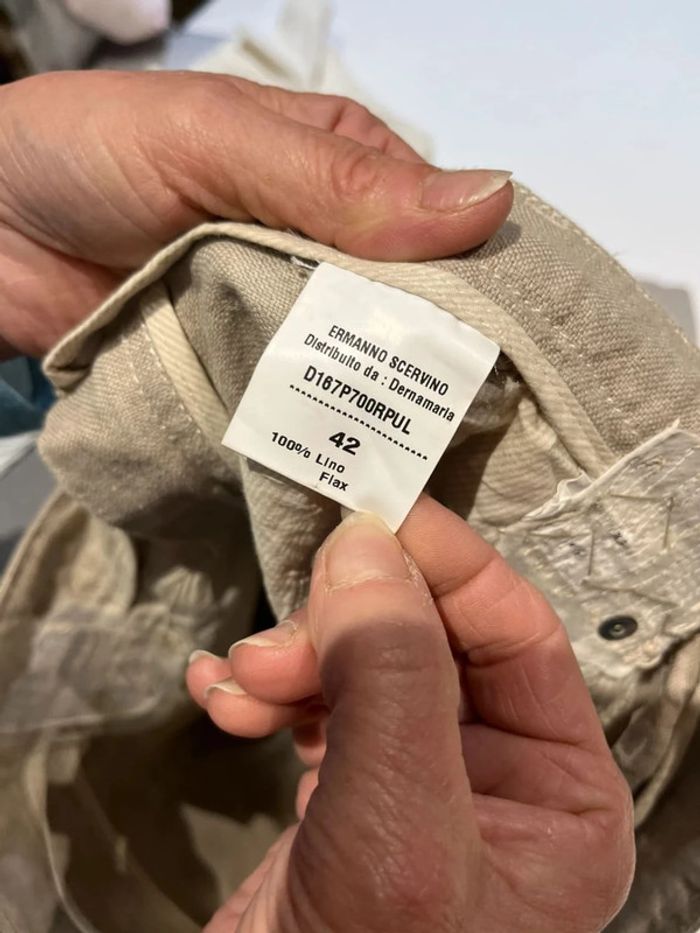 ERMANNO SCERVINO
Distribuito da : Dernamaria
D167P700RPUL
42
100% Lino
Flax